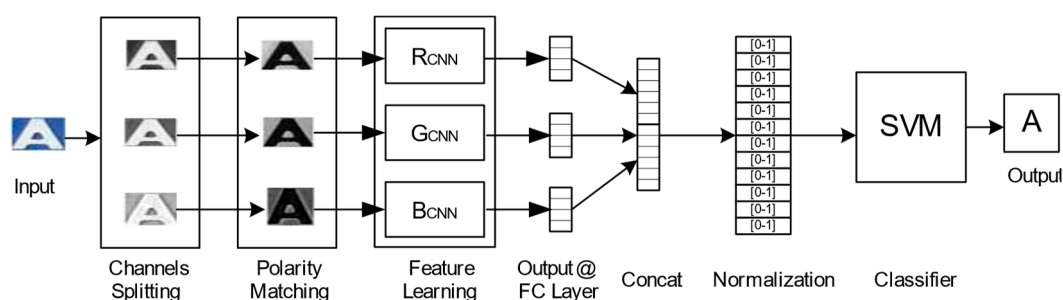 A
A
A
A
A
A
A
Input
Channels
Splitting
Polarity
Matching
RCNN
GCNN
BCNN
Feature
Learning
Output @
FC Layer
Concat
[0-1]
[0-1]
[0-1]
[0-1]
[0-1]
[0-1]
[0-1]
[0-1]
[0-1]
[0-1]
[0-1]
[0-1]
Normalization
SVM
Classifier
A
Output